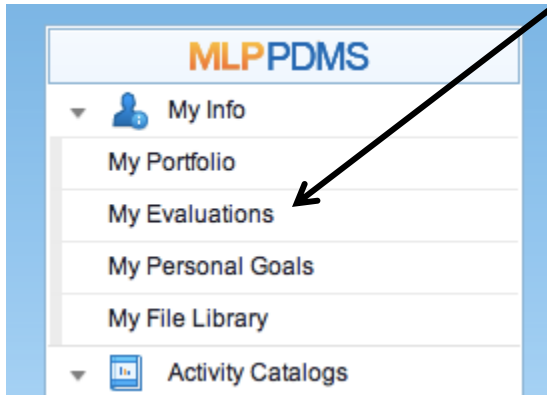 MLPPDMS
My Info
My Portfolio
My Evaluations
My Personal Goals
My File Library
Activity Catalogs